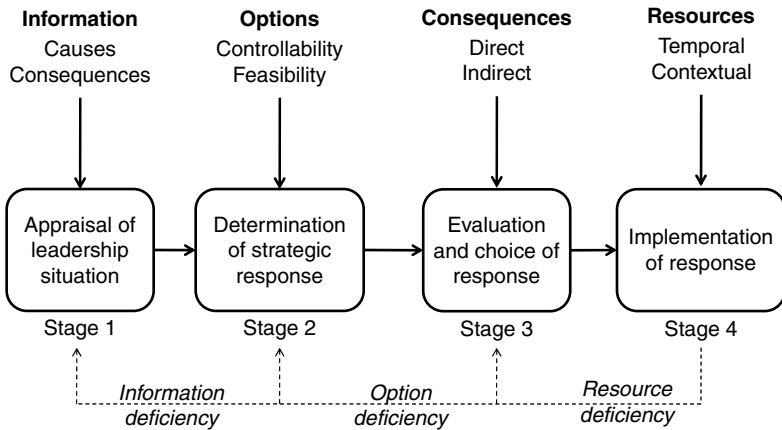 Information
Causes
Consequences
Options
Controllability
Feasibility
Consequences
Direct
Indirect
Resources
Temporal
Contextual
Appraisal of
leadership
situation
Determination
of strategic
response
Evaluation
and choice of
response
Implementation
of response
Stage 1
Stage 2
Stage 3
Stage 4
Information
deficiency
Option
deficiency
Resource
deficiency